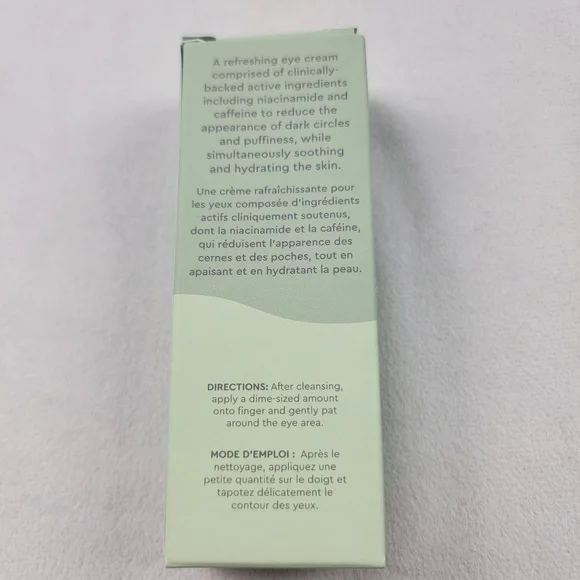 A refreshing eye cream
comprised of clinically-
backed active ingredients
including niacinamide and
caffeine to reduce the
appearance of dark circles
and puffiness, while
simultaneously soothing
and hydrating the skin.
Une crème rafraîchissante pour
les yeux composée d'ingrédients
actifs cliniquement soutenus,
dont la niacinamide et la caféine,
qui réduisent l'apparence des
cernes et des poches, tout en
apaisant et en hydratant la peau.
DIRECTIONS: After cleansing,
apply a dime-sized amount
onto finger and gently pat
around the eye area.
MODE D'EMPLOI : Après le
nettoyage, appliquez une
petite quantité sur le doigt et
tapotez délicatement le
contour des yeux.